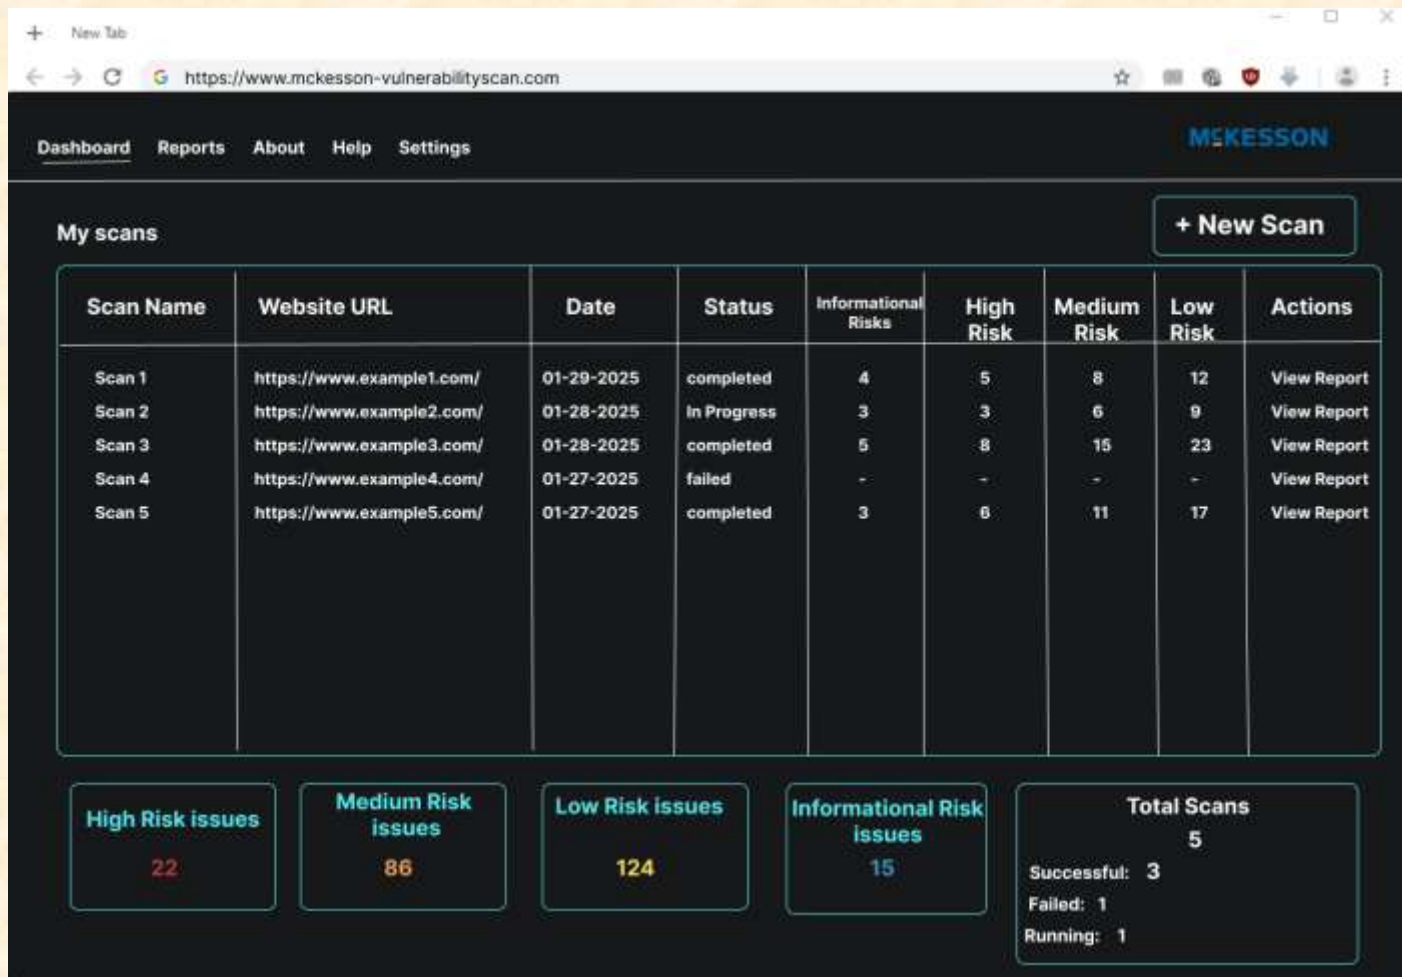 New Tab
https://www.mckesson-vulnerabilityscan.com
Dashboard Reports About Help Settings
MCKESSON
My scans
+ New Scan
Scan Name Website URL Date Status Informational Risks High Risk Medium Risk Low Risk Actions
Scan 1 https://www.example1.com/ 01-29-2025 completed 4 5 8 12 View Report
Scan 2 https://www.example2.com/ 01-28-2025 In Progress 3 3 6 9 View Report
Scan 3 https://www.example3.com/ 01-28-2025 completed 5 8 15 23 View Report
Scan 4 https://www.example4.com/ 01-27-2025 failed - - - - View Report
Scan 5 https://www.example5.com/ 01-27-2025 completed 3 6 11 17 View Report
High Risk issues
22
Medium Risk
issues
86
Low Risk issues
124
Informational Risk
issues
15
Total Scans
5
Successful: 3
Failed: 1
Running: 1